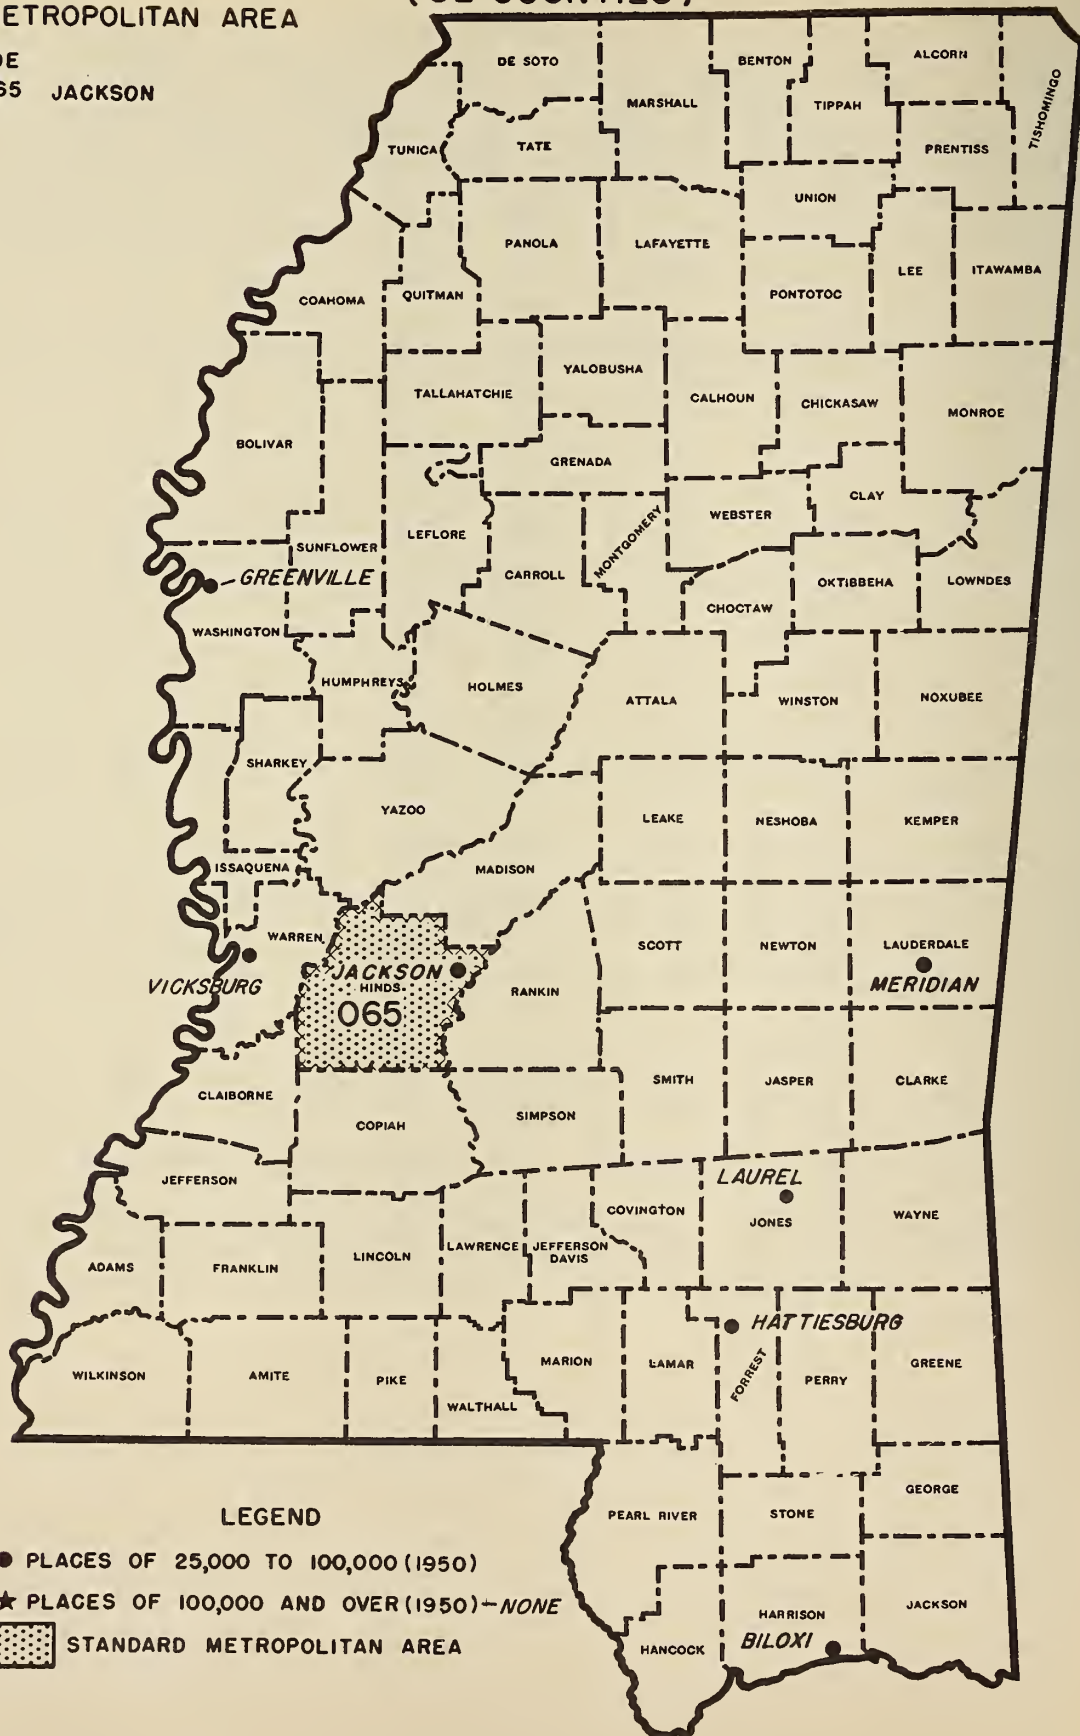 ETROPOLITAN AREA
DE
65 JACKSON
DE SOTO
MARSHALL
BENTON
TIPPAH
ALCORN
TISHOMINGO
TUNICA
TATE
PRENTISS
UNION
PANOLA
LAFAYETTE
LEE
ITAWAMBA
COAHOMA
QUITMAN
PONTOTOC
TALLAHATCHIE
YALOBUSHA
CALHOUN
CHICKASAW
MONROE
BOLIVAR
GRENADA
CLAY
LEFLORE
WEBSTER
SUNFLOWER
CARROLL
MONTGOMERY
GREENVILLE
OKTIBBEHA
LOWNDES
CHOCTAW
WASHINGTON
HUMPHREYS
HOLMES
ATTALA
WINSTON
NOXUBEE
SHARKEY
YAZOO
LEAKE
NESHOBA
KEMPER
ISSAQUENA
MADISON
WARREN
SCOTT
NEWTON
LAUDERDALE
VICKSBURG
JACKSON
HINDS
065
RANKIN
MERIDIAN
CLAIBORNE
COPIAH
SIMPSON
SMITH
JASPER
CLARKE
JEFFERSON
LAUREL
COVINGTON
JONES
WAYNE
ADAMS
FRANKLIN
LINCOLN
LAWRENCE
JEFFERSON
DAVIS
HATTIESBURG
WILKINSON
AMITE
PIKE
WALTHALL
MARION
LAMAR
FORREST
PERRY
GREENE
GEORGE
PEARL RIVER
STONE
JACKSON
HARRISON
HANCOCK
BILOXI
LEGEND
PLACES OF 25,000 TO 100,000 (1950)
★ PLACES OF 100,000 AND OVER (1950) - NONE
STANDARD METROPOLITAN AREA